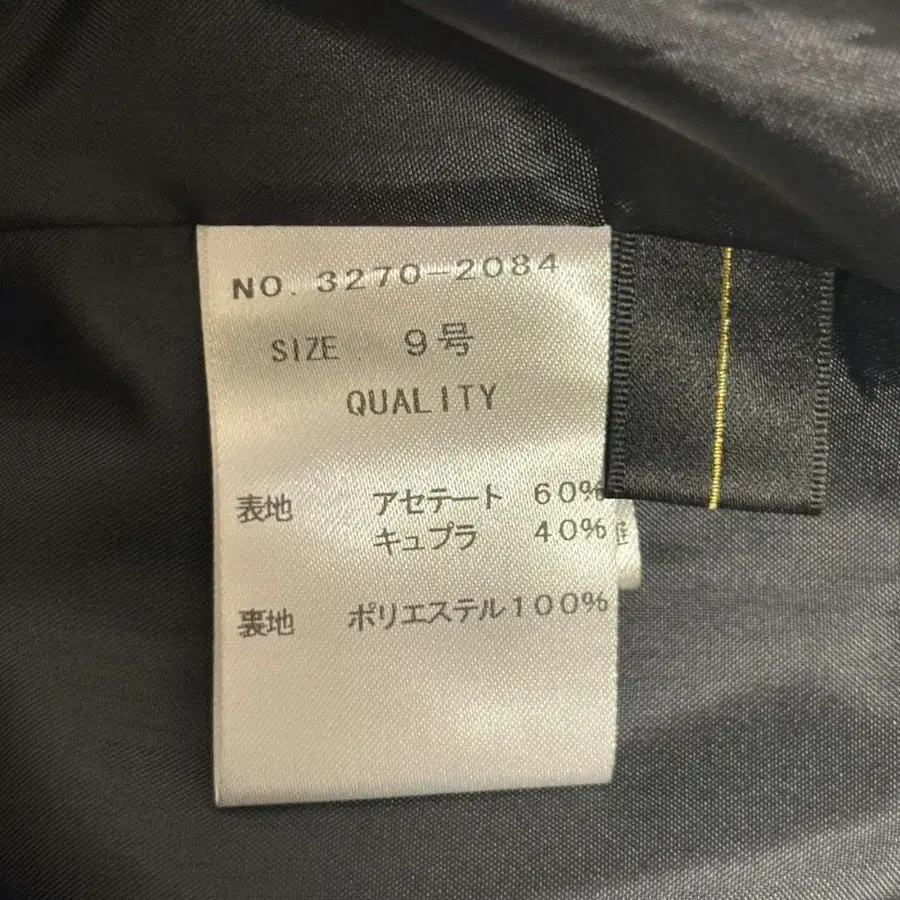 NO. 3270-2084
SIZE 9号
QUALITY
表地 アセテート 60%
キュプラ 40%
裏地 ポリエステル100%